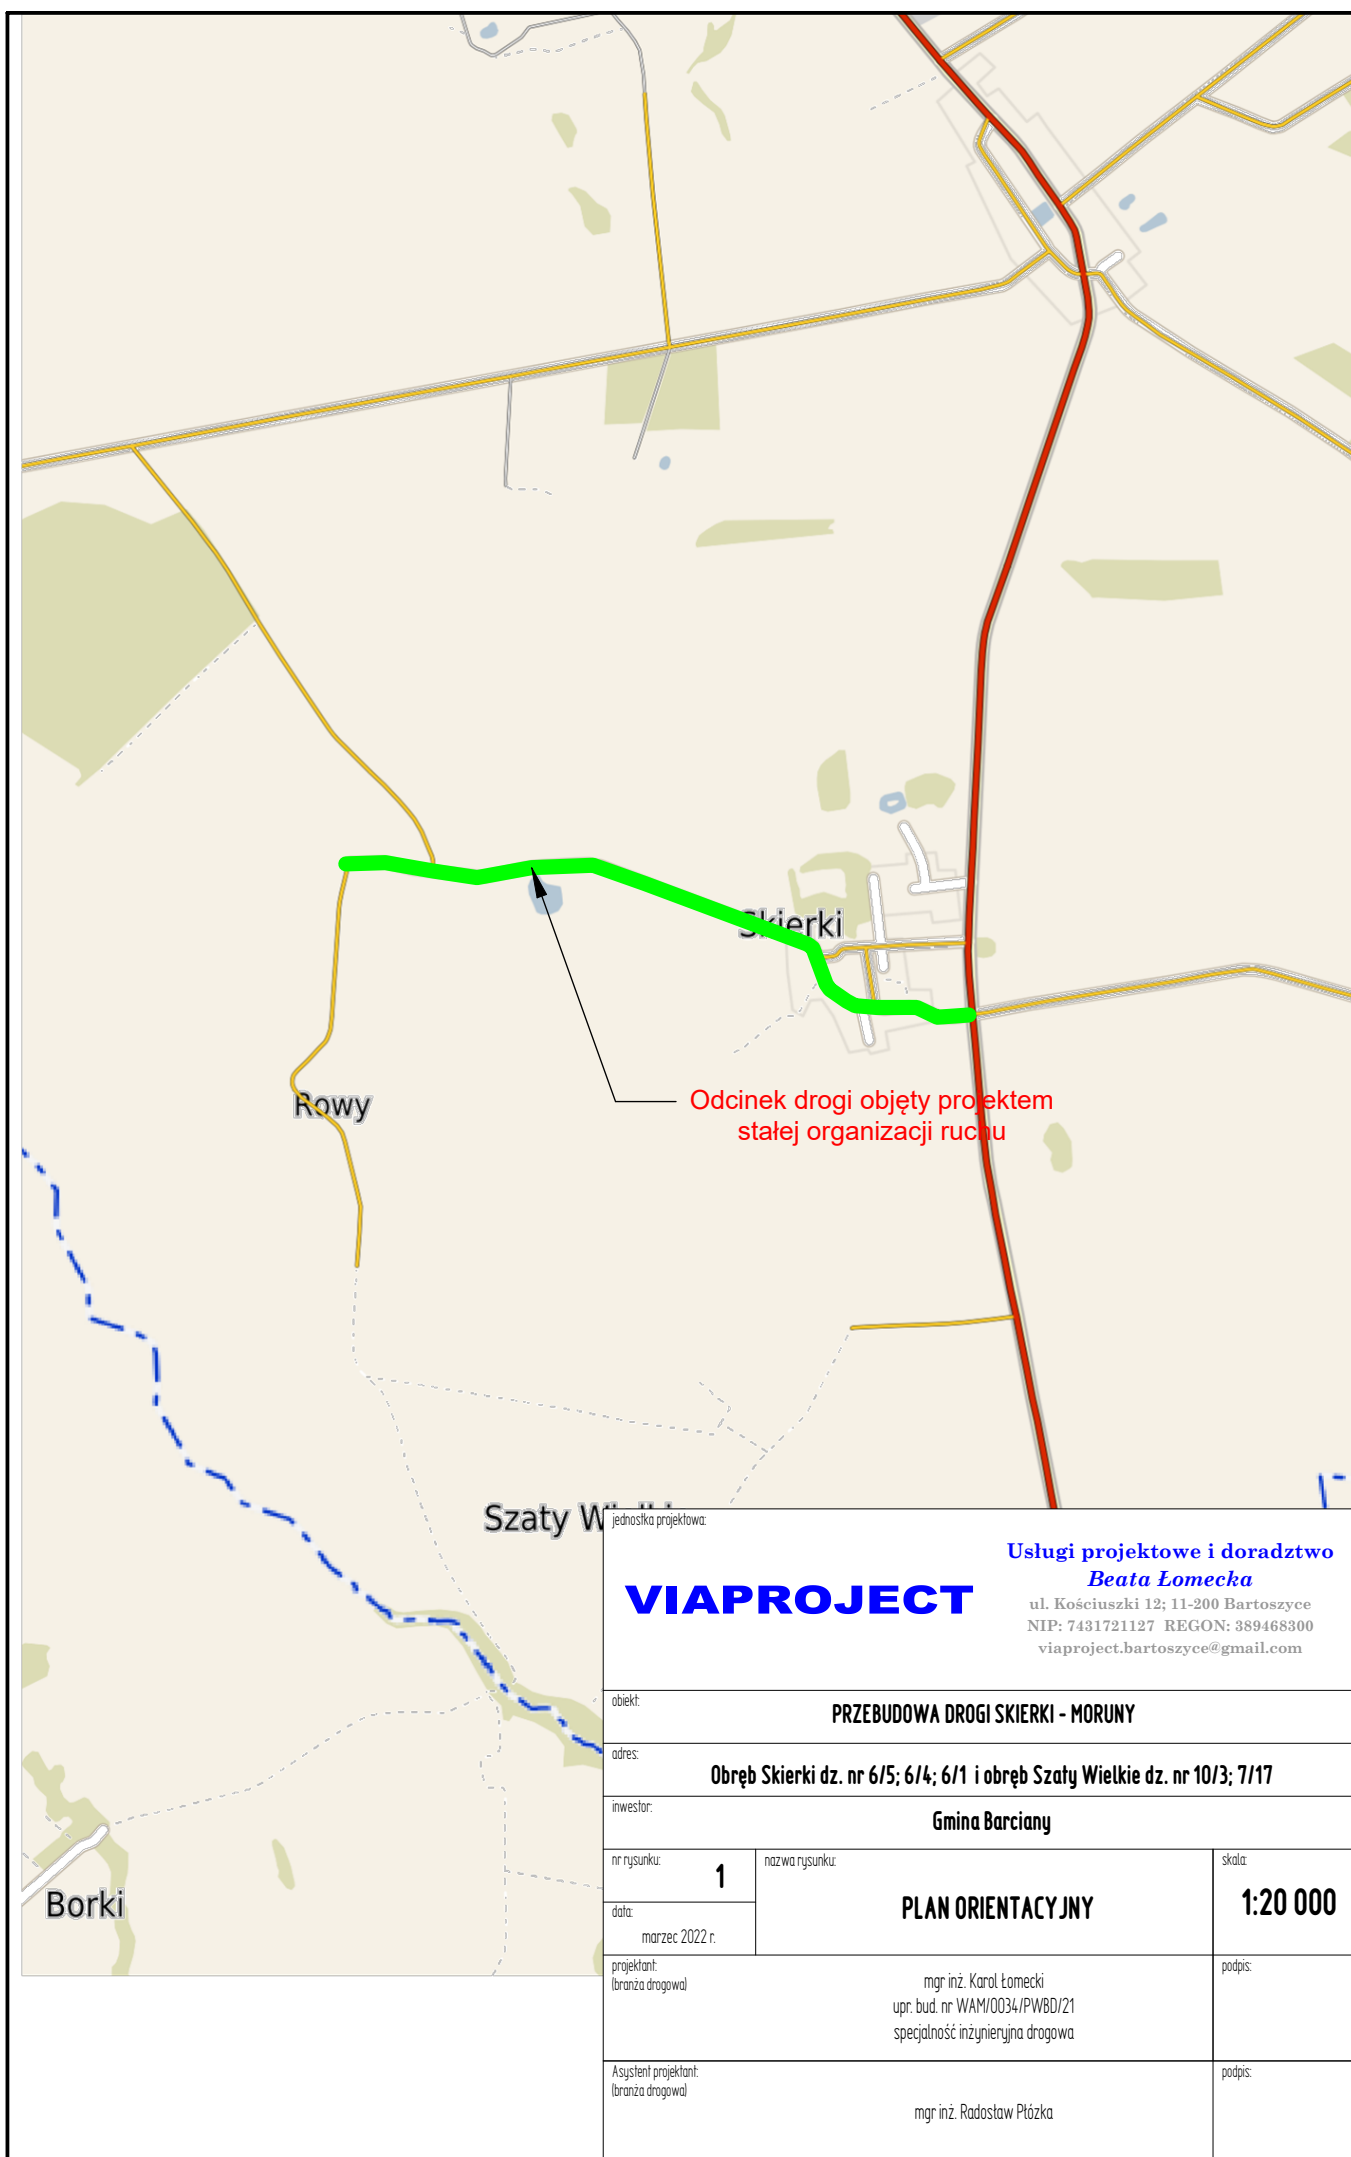 Skierki
Odcinek drogi objęty projektem
stałej organizacji ruchu
Rowy
Szaty
Borki
jednostka projektowa:
VIAPROJECT
Usługi projektowe i doradztwo
Beata Łomecka
ul. Kościuszki 12; 11-200 Bartoszyce
NIP: 7431721127 REGON: 389468300
viaproject.bartoszyce@gmail.com
obiekt:
PRZEBUDOWA DROGI SKIERKI - MORUNY
adres:
Obręb Skierki dz. nr 6/5; 6/4; 6/1 i obręb Szaty Wielkie dz. nr 10/3; 7/17
inwestor:
Gmina Barciany
nr rysunku:
1
data:
marzec 2022 r.
nazwa rysunku:
PLAN ORIENTACYJNY
skala:
1:20 000
projektant:
(branża drogowa)
mgr inż. Karol Łomecki
upr. bud. nr WAM/0034/PWBD/21
specjalność inżynieryjna drogowa
podpis:
Asystent projektant:
(branża drogowa)
mgr inż. Radosław Płózka
podpis: